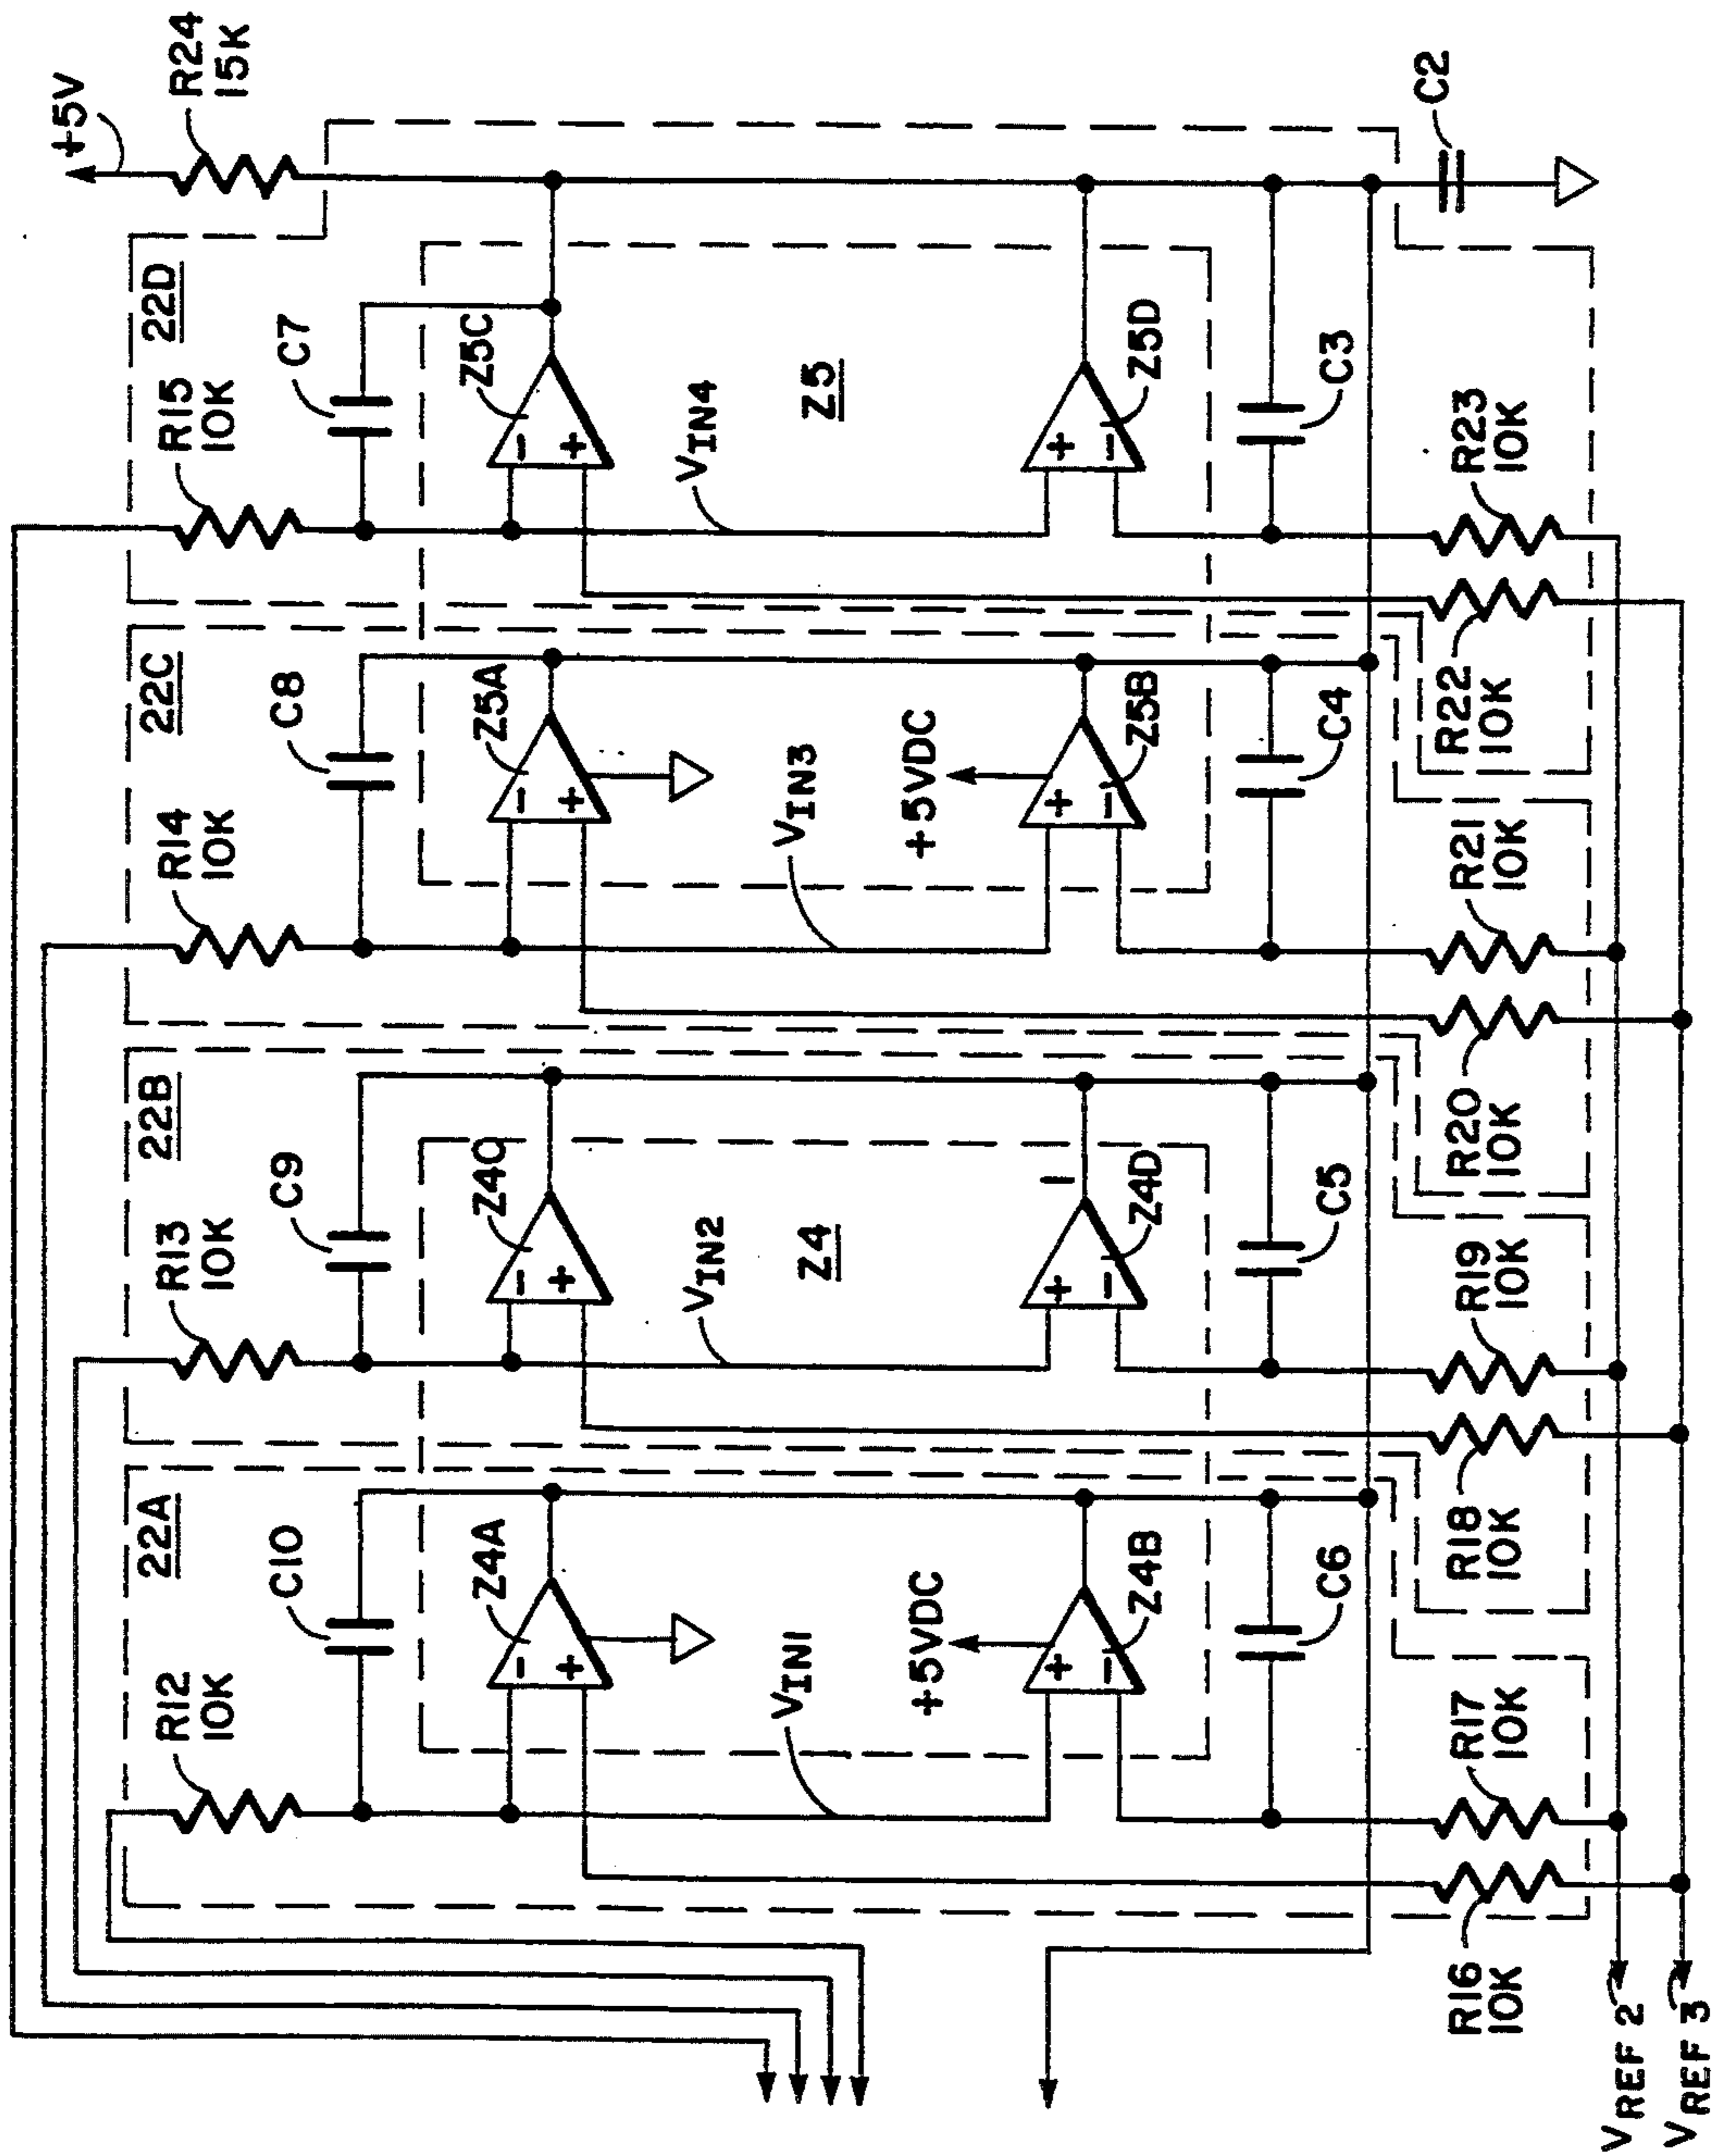 +5V
R24
15K
22D
R15
10K
C7
Z5C
VIN4
Z5
Z5D
C3
C2
R23
10K
R22
10K
22C
R14
10K
C8
Z5A
VIN3
+5VDC
Z5B
C4
R21
10K
R20
10K
22B
R13
10K
C9
Z4C
VIN2
Z4
Z4D
C5
R19
10K
R18
10K
22A
R12
10K
C10
Z4A
VIN1
+5VDC
Z4B
C6
R17
10K
R16
10K
VREF 2
VREF 3